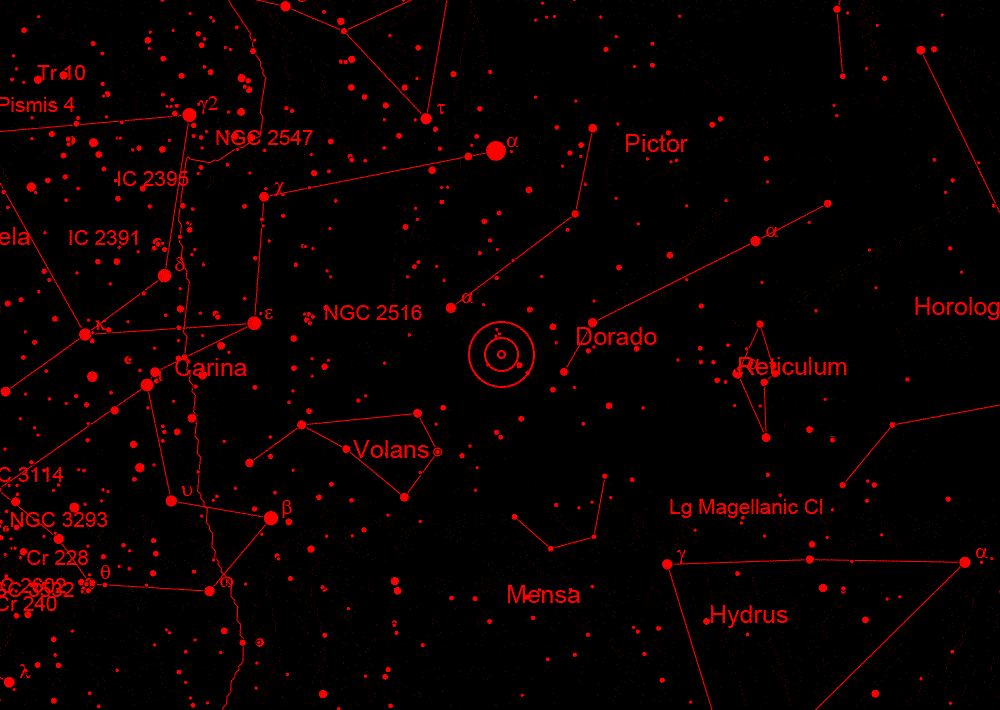 Tr 10
Pismis 4
γ2
τ
NGC 2547
α
Pictor
χ
IC 2395
ela
IC 2391
α
δ
α
ε
NGC 2516
Horolog
κ
Dorado
Carina
Reticulum
Volans
C 3114
υ
β
NGC 3293
Lg Magellanic Cl
Cr 228
γ
α
θ
ω
Mensa
Cr 240
Hydrus
λ